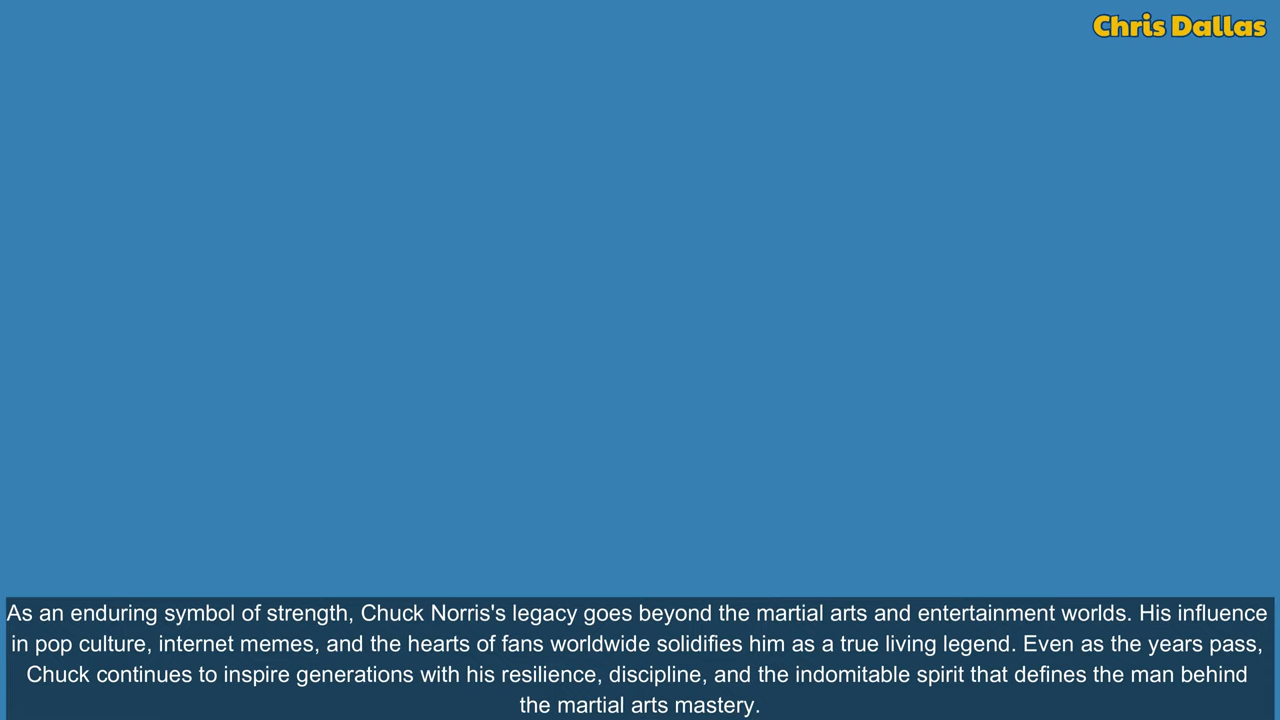 Chris Dallas
As an enduring symbol of strength, Chuck Norris's legacy goes beyond the martial arts and entertainment worlds. His influence
in pop culture, internet memes, and the hearts of fans worldwide solidifies him as a true living legend. Even as the years pass,
Chuck continues to inspire generations with his resilience, discipline, and the indomitable spirit that defines the man behind
the martial arts mastery.